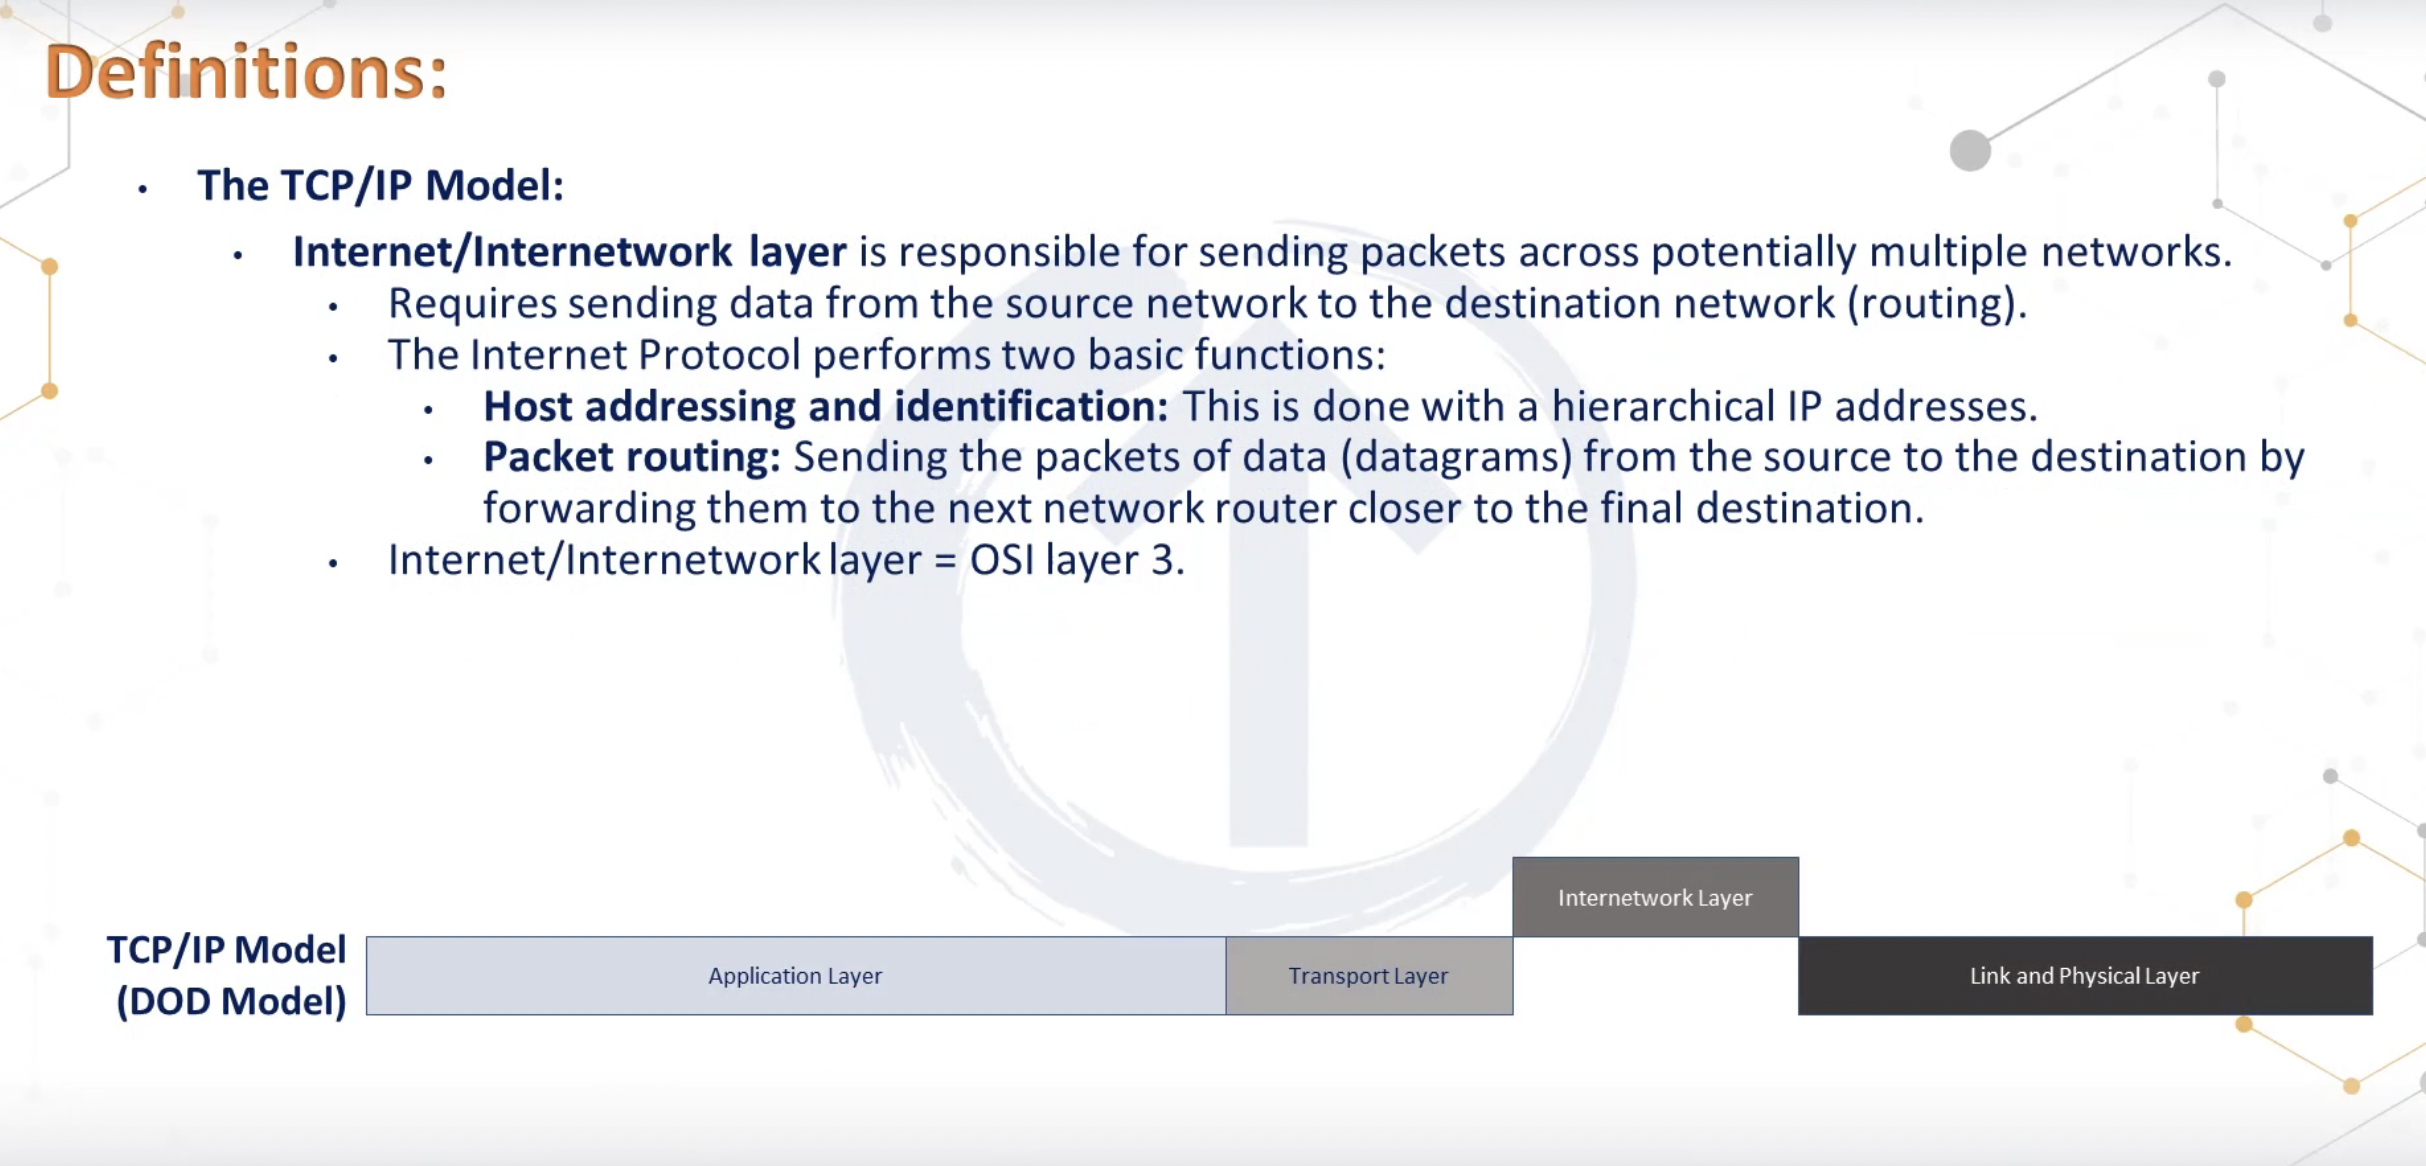 Definitions:
• The TCP/IP Model:
• Internet/Internetwork layer is responsible for sending packets across potentially multiple networks.
• Requires sending data from the source network to the destination network (routing).
• The Internet Protocol performs two basic functions:
• Host addressing and identification: This is done with a hierarchical IP addresses.
• Packet routing: Sending the packets of data (datagrams) from the source to the destination by
forwarding them to the next network router closer to the final destination.
• Internet/Internetwork layer = OSI layer 3.
Internetwork Layer
TCP/IP Model
(DOD Model)
Application Layer
Transport Layer
Link and Physical Layer